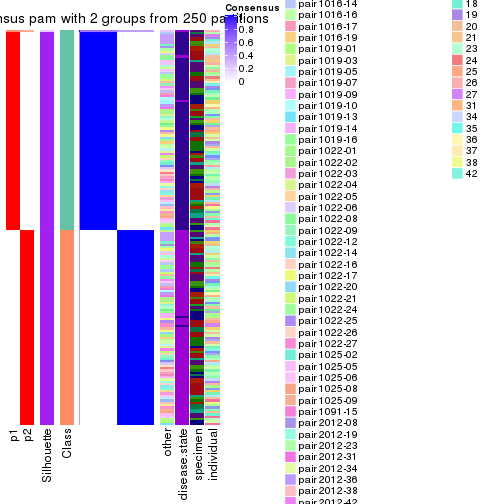 nsus pam with 2 groups from 250 partitions
Consensus
0.8
0.6
0.4
0.2
0
p1
p2
Silhouette
Class
other
disease.state
specimen
individual
pair1016-14
pair1016-16
pair1016-17
pair1019-01
pair1019-03
pair1019-05
pair1019-07
pair1019-09
pair1019-10
pair1019-13
pair1019-14
pair1019-16
pair1022-01
pair1022-02
pair1022-03
pair1022-04
pair1022-05
pair1022-06
pair1022-08
pair1022-09
pair1022-12
pair1022-14
pair1022-16
pair1022-17
pair1022-20
pair1022-21
pair1022-24
pair1022-25
pair1022-26
pair1022-27
pair1025-02
pair1025-05
pair1025-06
pair1025-08
pair1025-09
pair1091-15
pair2012-08
pair2012-19
pair2012-23
pair2012-31
pair2012-34
pair2012-36
pair2012-38
pair2012-42
18
19
20
21
23
24
25
26
27
31
34
35
36
37
38
42